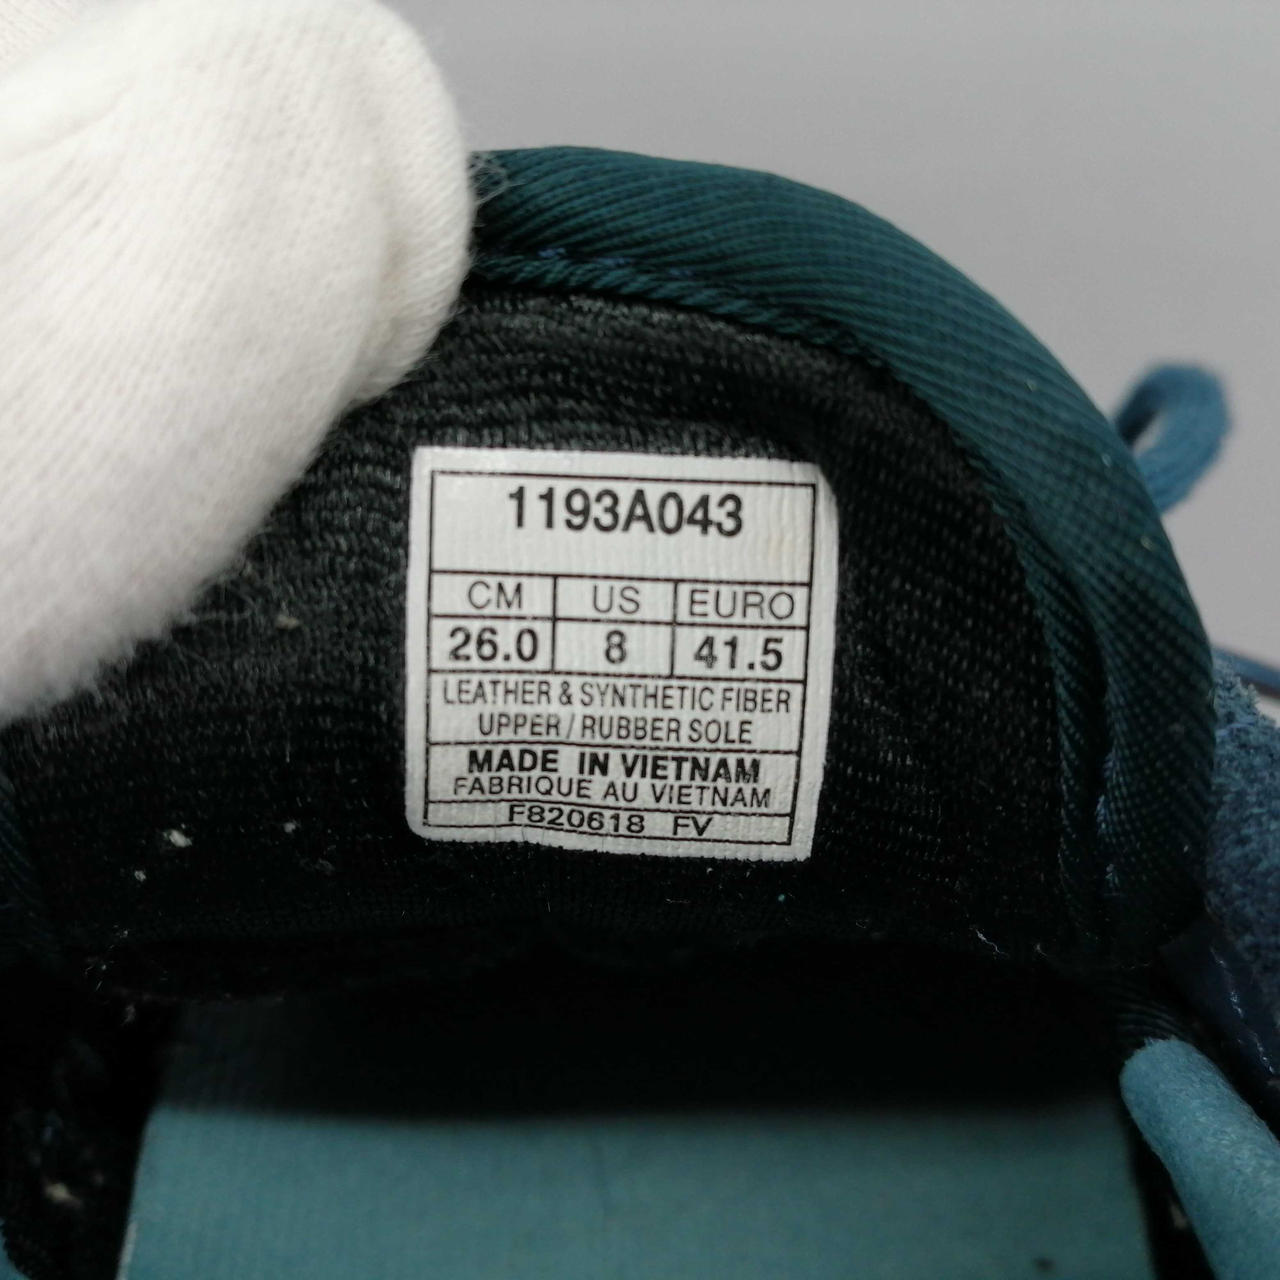 1193A043
CM US EURO
26.0 8 41.5
LEATHER & SYNTHETIC FIBER
UPPER / RUBBER SOLE
MADE IN VIETNAM
FABRIQUE AU VIETNAM
F820618 FV